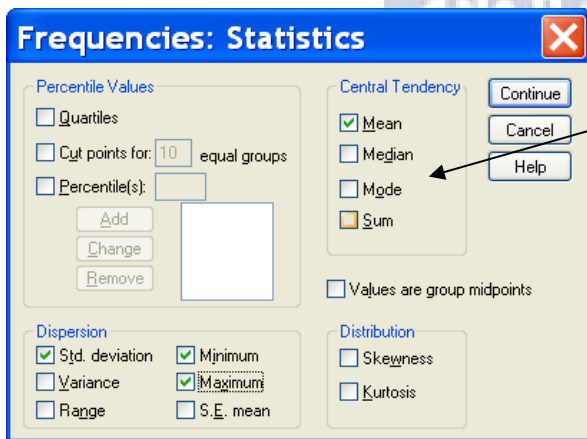 Frequencies: Statistics
Percentile Values
Quartiles
Cut points for: 10 equal groups
Percentile(s):
Add
Change
Remove
Central Tendency
Mean
Median
Mode
Sum
Continue
Cancel
Help
Values are group midpoints
Dispersion
Std. deviation Minimum
Variance Maximum
Range S.E. mean
Distribution
Skewness
Kurtosis